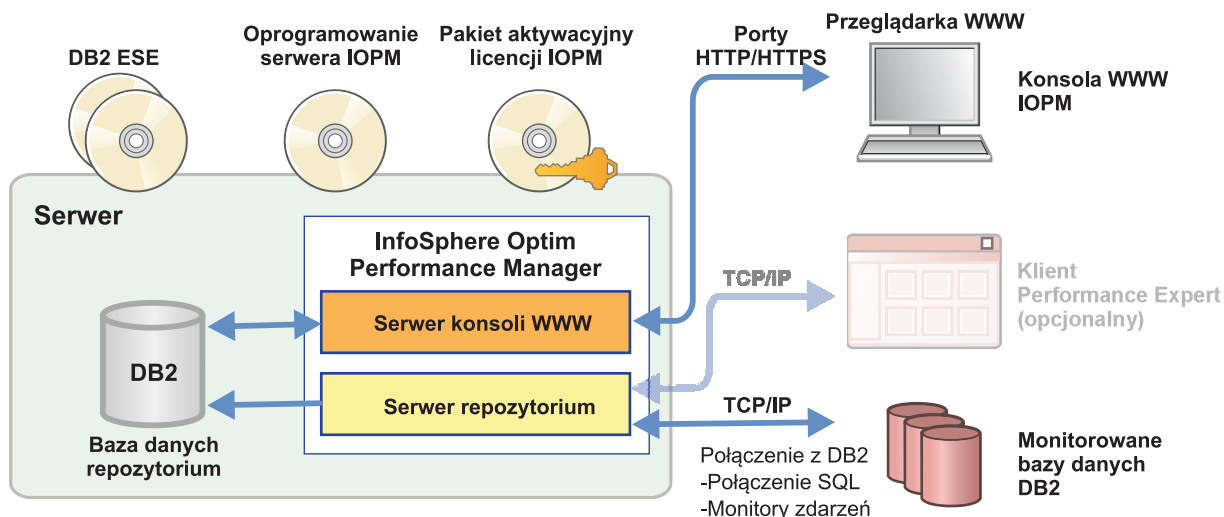 DB2 ESE
Oprogramowanie
serwera IOPM
Pakiet aktywacyjny
licencji IOPM
Porty
HTTP/HTTPS
Przeglądarka WWW
Konsola WWW
IOPM
Serwer
InfoSphere Optim
Performance Manager
Serwer konsoli WWW
Serwer repozytorium
DB2
Baza danych
repozytorium
TCP/IP
Klient
Performance Expert
(opcjonalny)
TCP/IP
Połączenie z DB2
-Połączenie SQL
-Monitory zdarzeń
Monitorowane
bazy danych
DB2